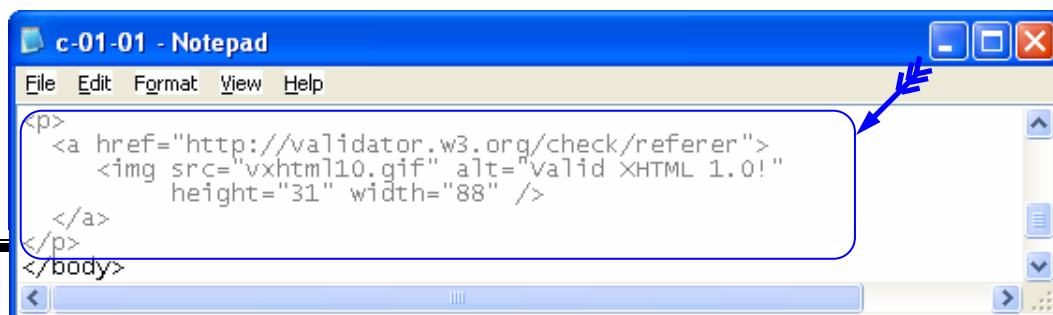 c-01-01 - Notepad
File Edit Format View Help
<p>
<a href="http://validator.w3.org/check/referer">
<img src="vxhtml10.gif" alt="Valid XHTML 1.0!"
height="31" width="88" />
</a>
</p>
</body>